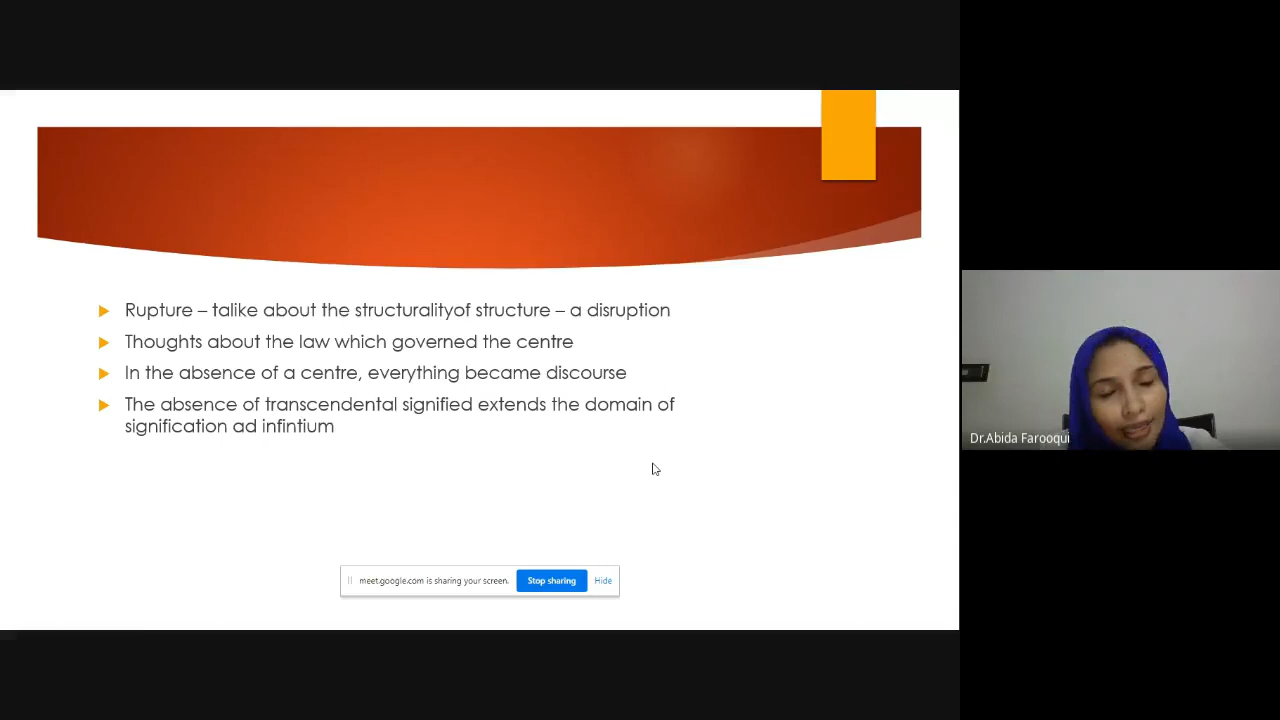 Rupture – talike about the structuralityof structure – a disruption
Thoughts about the law which governed the centre
In the absence of a centre, everything became discourse
The absence of transcendental signified extends the domain of
signification ad infintium
Dr.Abida Farooqui
meet.google.com is sharing your screen. Stop sharing Hide